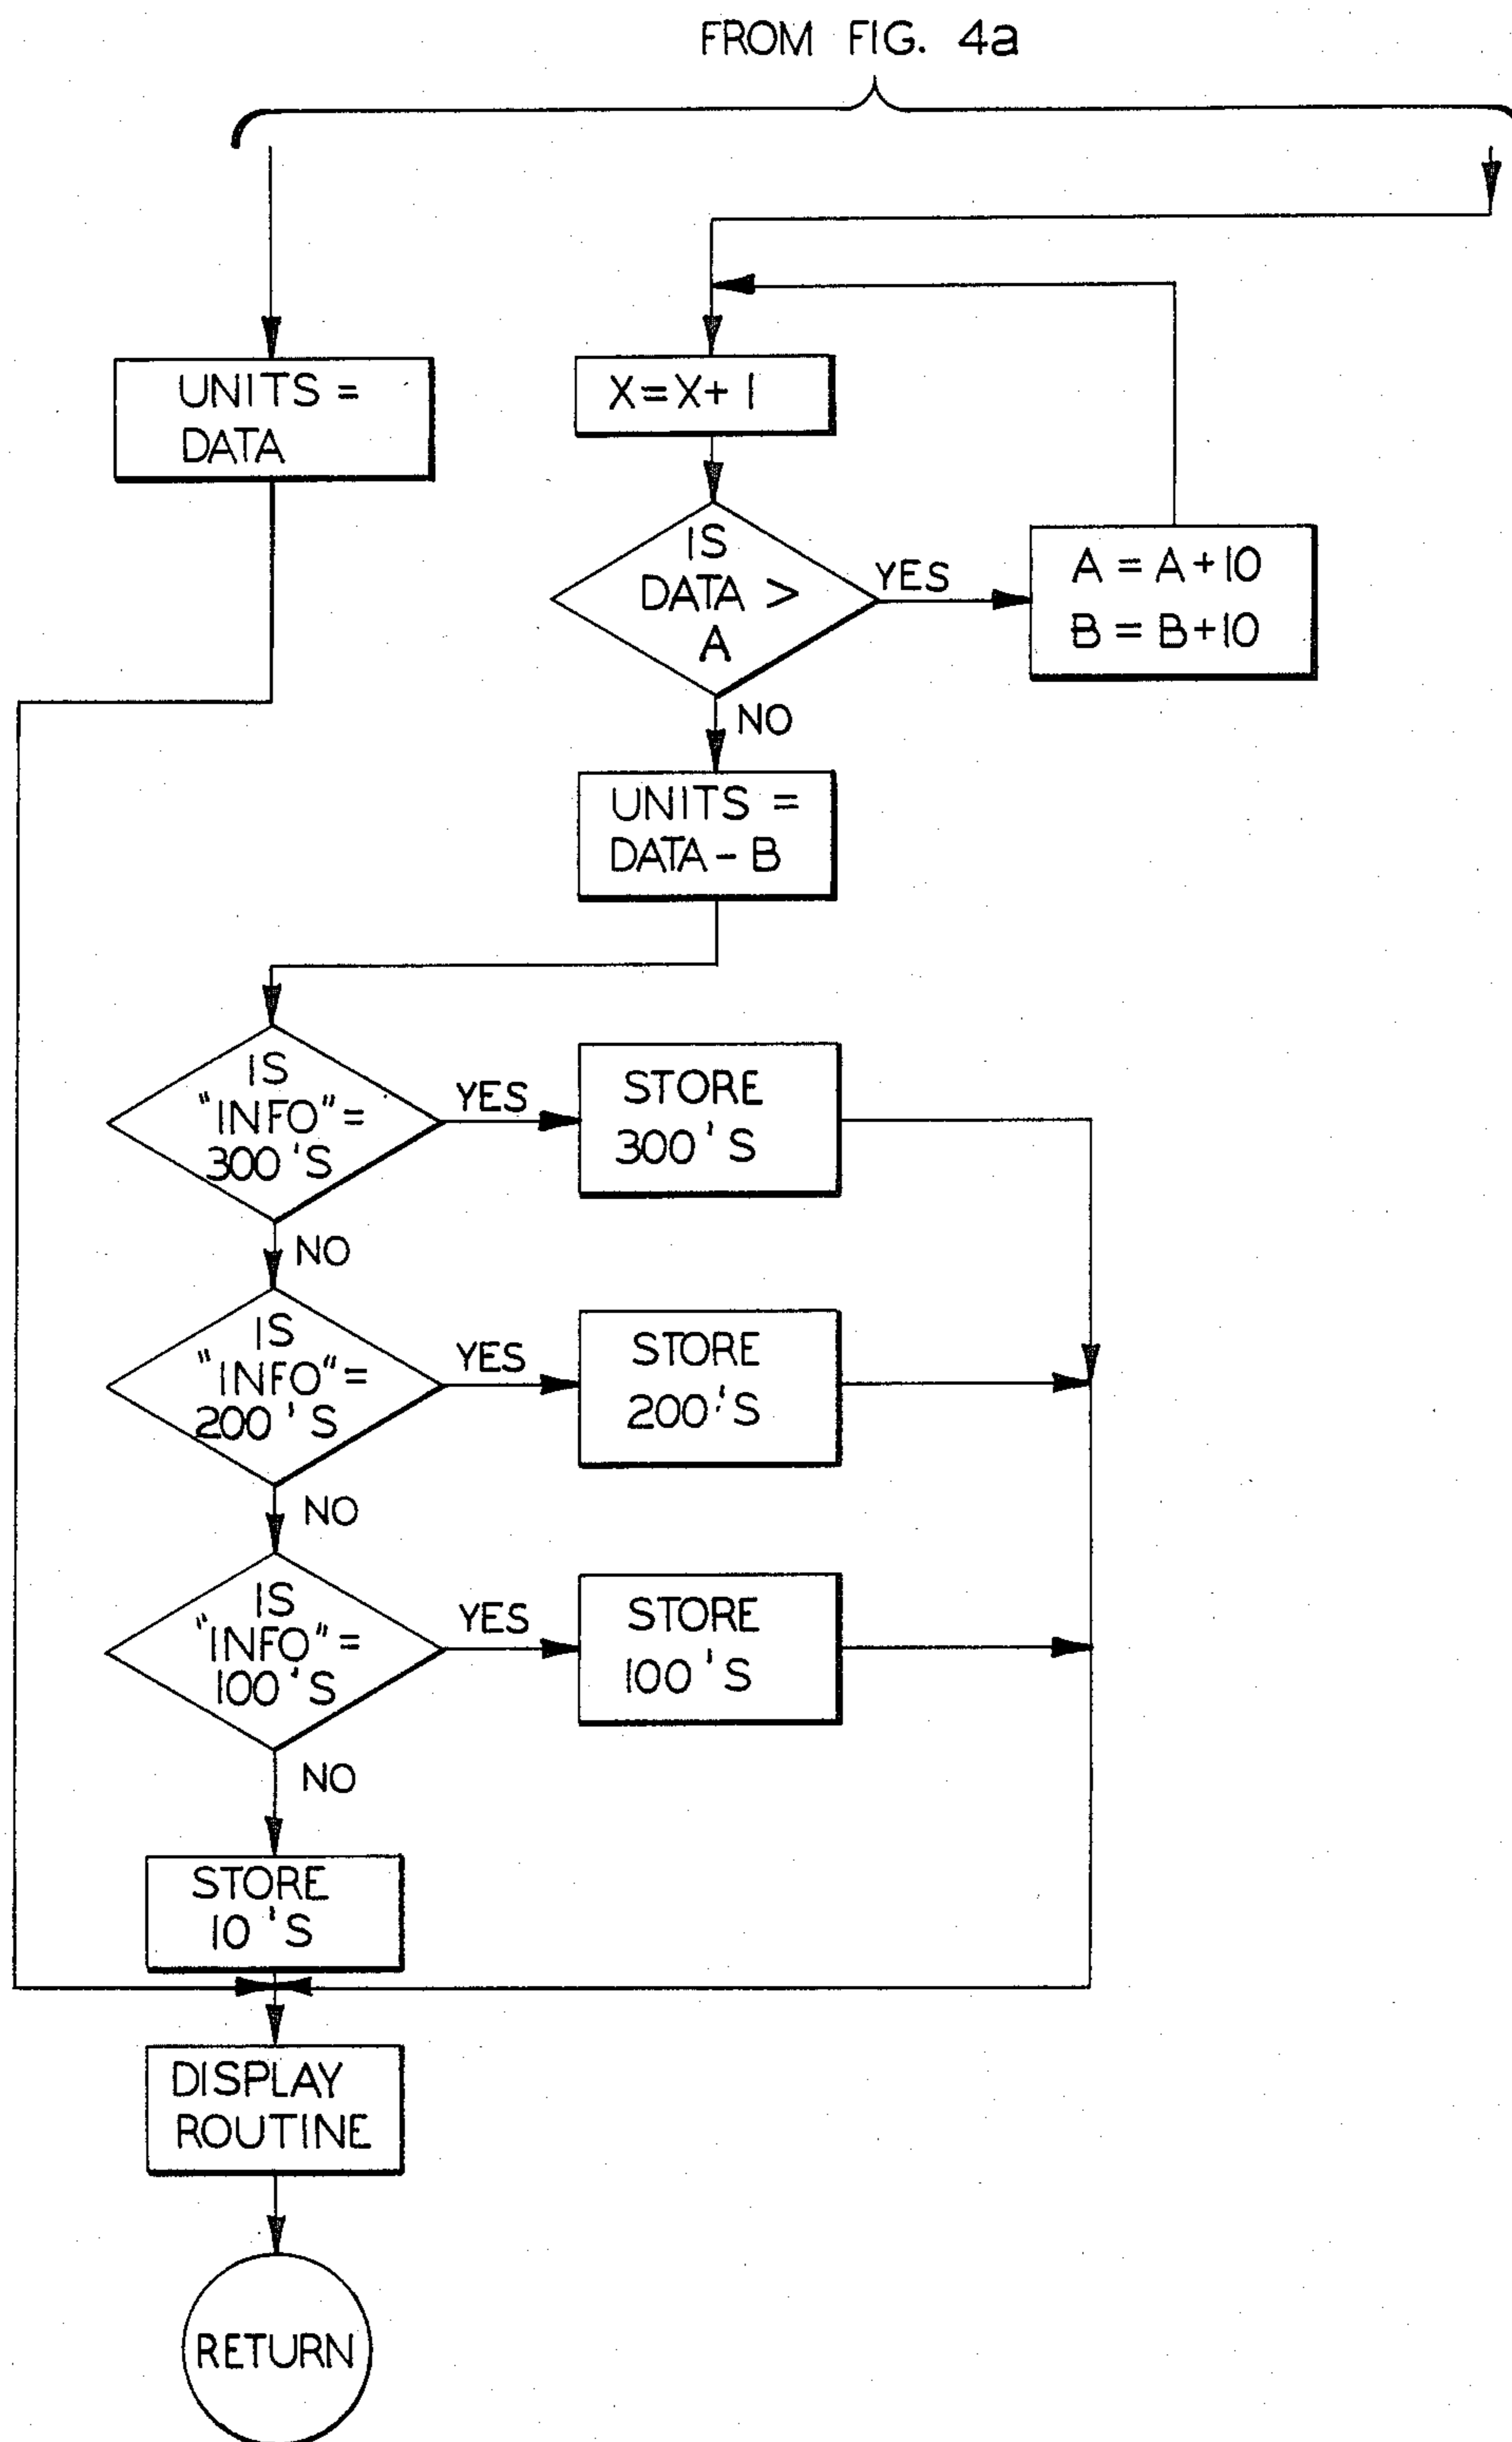 FROM FIG. 4a
UNITS =
DATA
X=X+1
IS
DATA >
A
YES
A = A+10
B = B+10
NO
UNITS =
DATA - B
IS
"INFO" =
300'S
YES
STORE
300'S
NO
IS
"INFO" =
200'S
YES
STORE
200'S
NO
IS
"INFO" =
100'S
YES
STORE
100'S
NO
STORE
10'S
DISPLAY
ROUTINE
RETURN